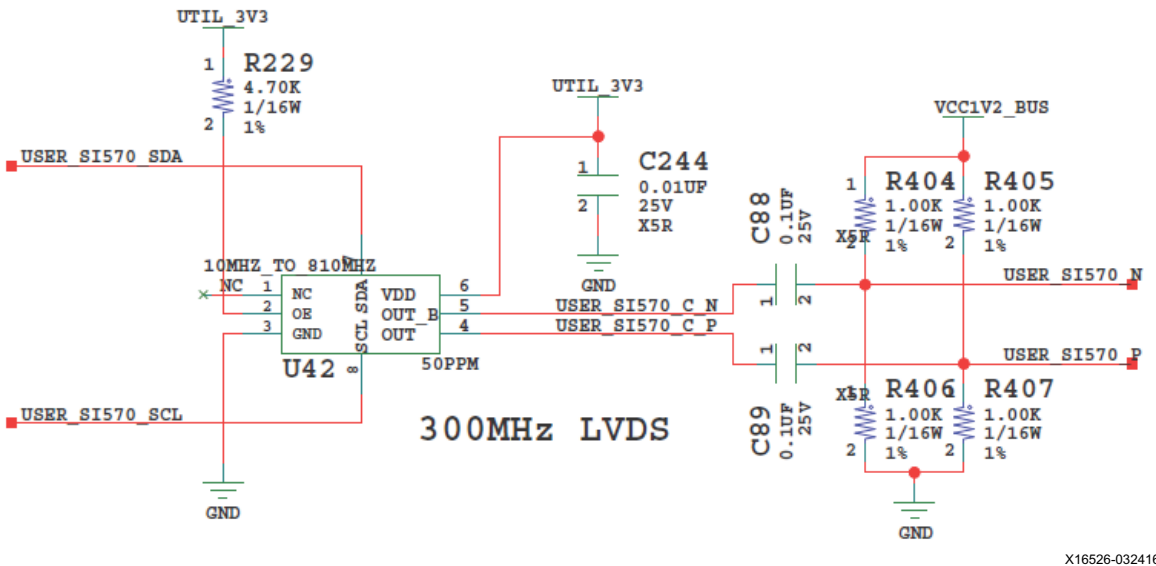 UTIL_3V3
1
R229
4.70K
1/16W
2
1%
UTIL_3V3
VCC1V2_BUS
USER_SI570_SDA
1
C244
0.01UF
2
25V
X5R
GND
C88
0.1UF
25V
X5R
1
2
1
R404
1.00K
1/16W
2
1%
R405
1.00K
1/16W
2
1%
10MHZ_TO_810MHZ
NC
1
NC
2
OE
3
GND
SDA
SCL
8
VDD
6
OUT_B
5
OUT
4
U42
50PPM
USER_SI570_C_N
USER_SI570_C_P
USER_SI570_N
USER_SI570_P
1
2
C89
0.1UF
25V
X5R
1
R406
1.00K
1/16W
2
1%
1
R407
1.00K
1/16W
2
1%
USER_SI570_SCL
300MHz LVDS
GND
GND
X16526-032416